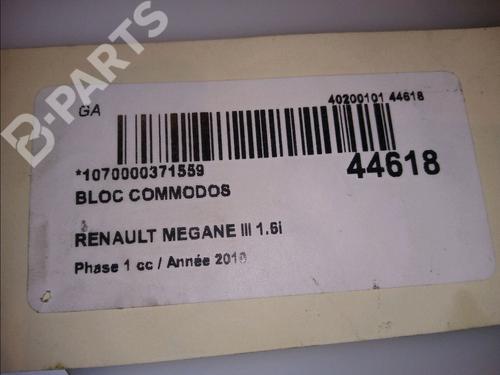 B-PARTS
GA
40200101 44618
*1070000371559
44618
BLOC COMMODOS
RENAULT MEGANE III 1.6i
Phase 1 cc / Année 2010